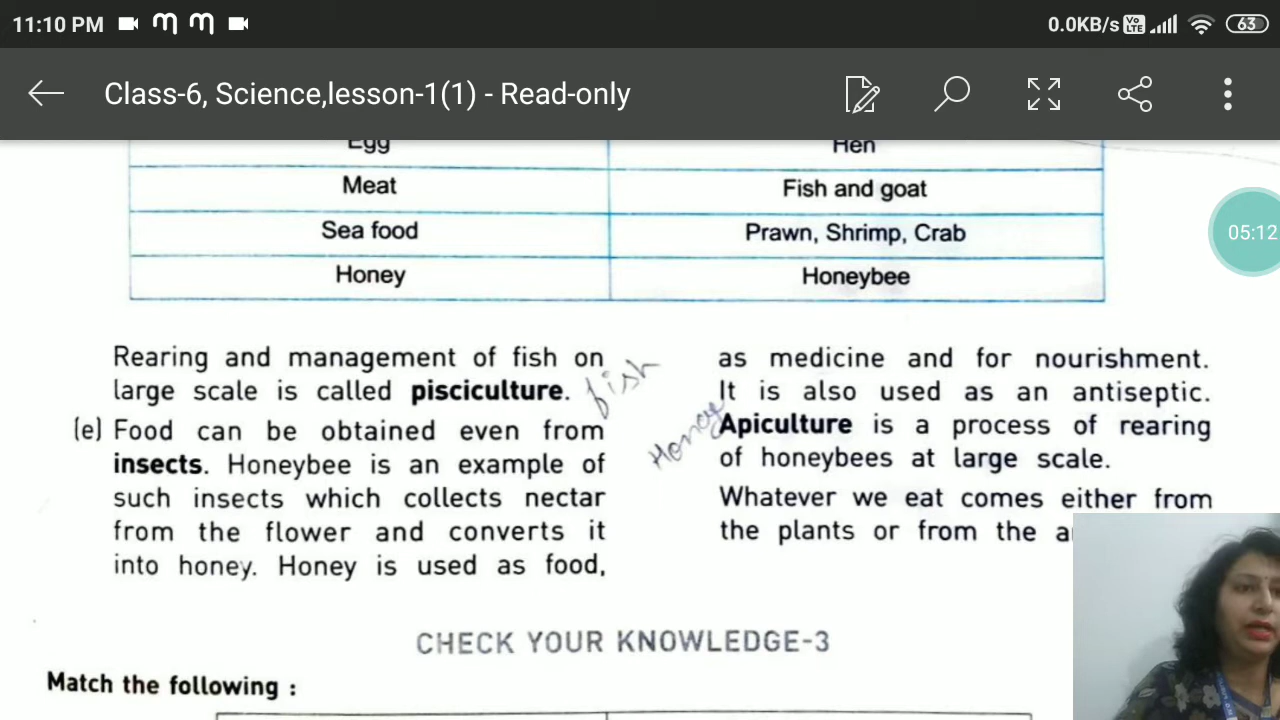 11:10 PM
0.0KB/s Vo LTE 63
Class-6, Science,lesson-1(1) - Read-only
Egg Hen
Meat Fish and goat
05:12
Sea food Prawn, Shrimp, Crab
Honey Honeybee
Rearing and management of fish on
large scale is called pisciculture.
fish
(e) Food can be obtained even from
insects. Honeybee is an example of
such insects which collects nectar
from the flower and converts it
into honey. Honey is used as food,
as medicine and for nourishment.
It is also used as an antiseptic.
Honey
Apiculture is a process of rearing
of honeybees at large scale.
Whatever we eat comes either from
the plants or from the
CHECK YOUR KNOWLEDGE-3
Match the following :